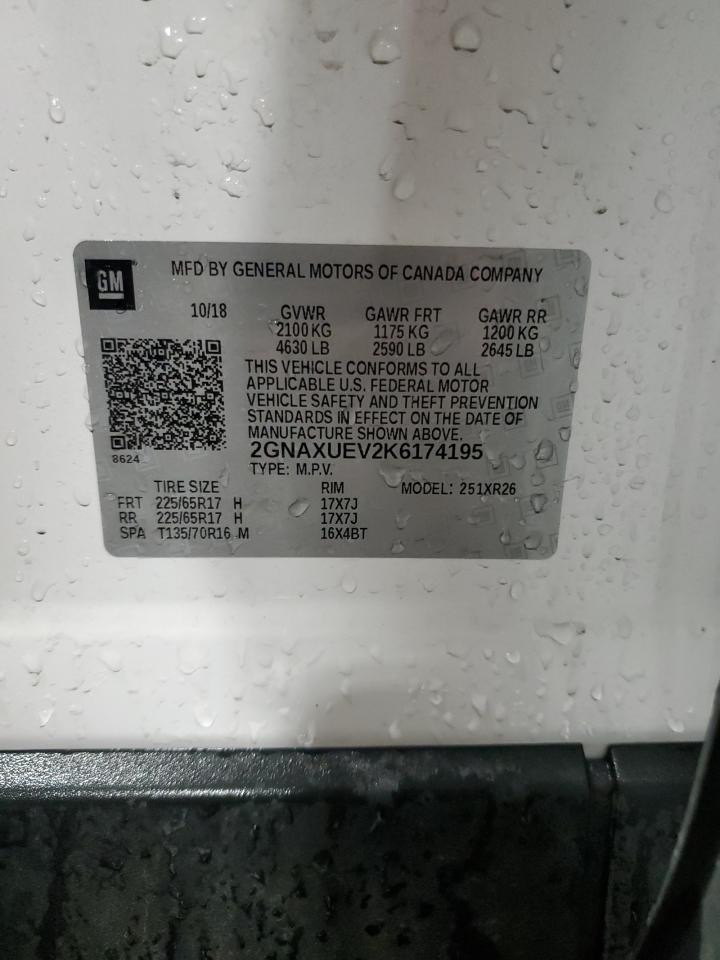 GM
MFD BY GENERAL MOTORS OF CANADA COMPANY
10/18 GVWR GAWR FRT GAWR RR
2100 KG 1175 KG 1200 KG
4630 LB 2590 LB 2645 LB
THIS VEHICLE CONFORMS TO ALL
APPLICABLE U.S. FEDERAL MOTOR
VEHICLE SAFETY AND THEFT PREVENTION
STANDARDS IN EFFECT ON THE DATE OF
MANUFACTURE SHOWN ABOVE.
8624 2GNAXUEV2K6174195
TYPE: M.P.V.
TIRE SIZE RIM MODEL: 251XR26
FRT 225/65R17 H 17X7J
RR 225/65R17 H 17X7J
SPA T135/70R16 M 16X4BT